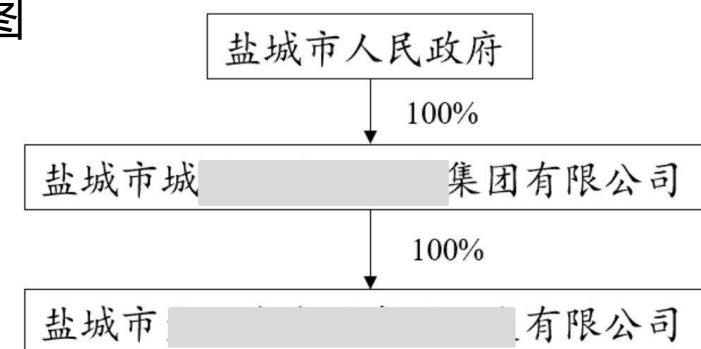 图
盐城市人民政府
100%
盐城市城 集团有限公司
100%
盐城市 有限公司